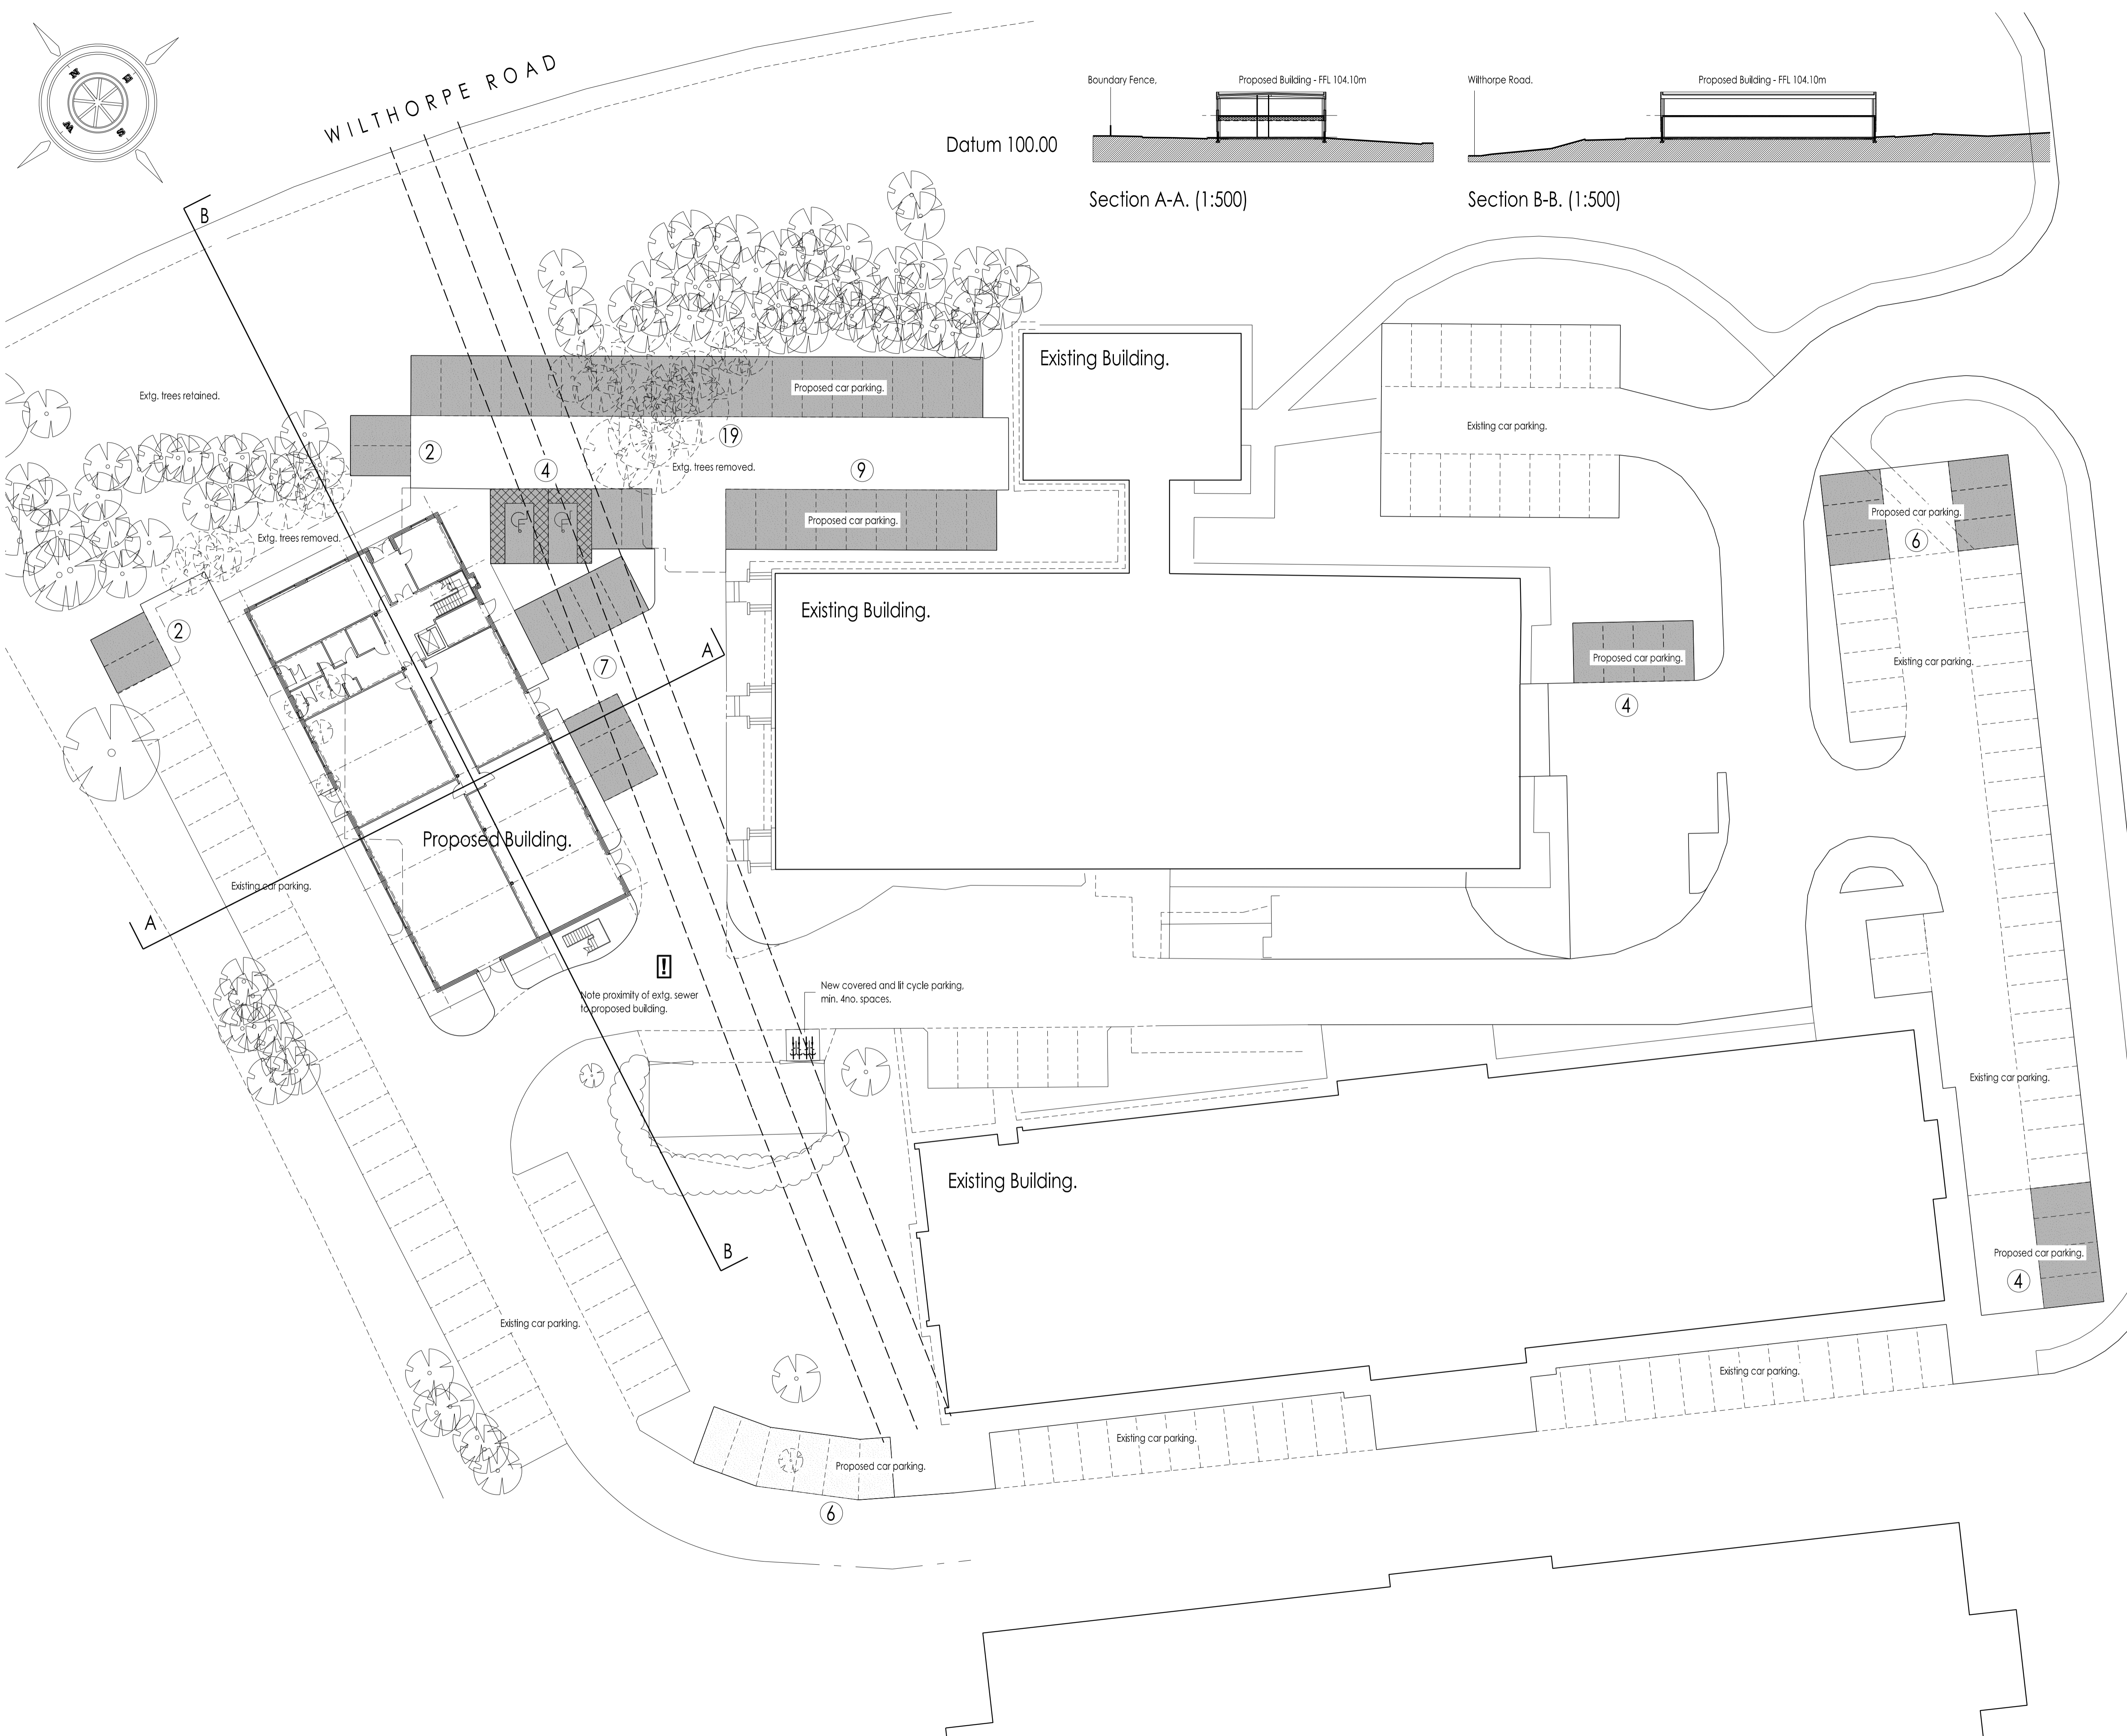 N
E
S
W
WILTHORPE ROAD
Boundary Fence.
Proposed Building - FFL 104.10m
Wilthorpe Road.
Proposed Building - FFL 104.10m
Datum 100.00
Section A-A. (1:500)
Section B-B. (1:500)
B
Existing Building.
Extg. trees retained.
Proposed car parking.
Existing car parking.
19
2
4
Extg. trees removed.
9
Proposed car parking.
Proposed car parking.
6
Extg. trees removed.
Existing Building.
2
A
7
Proposed car parking.
4
Existing car parking.
Proposed Building.
Existing car parking.
A
!
Note proximity of extg. sewer
to proposed building.
New covered and lit cycle parking,
min. 4no. spaces.
Existing car parking.
Existing Building.
B
Proposed car parking.
4
Existing car parking.
Existing car parking.
Existing car parking.
Proposed car parking.
6